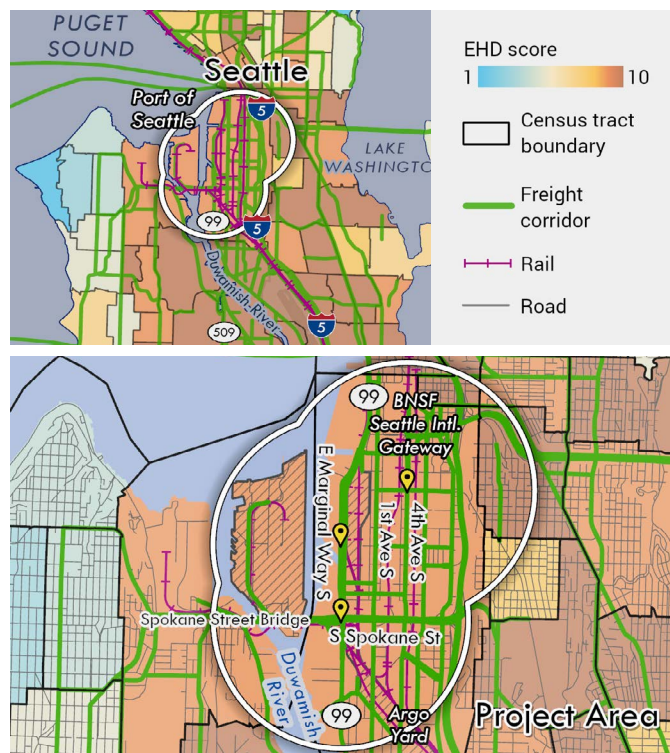 PUGET
SOUND
Seattle
Port of
Seattle
5
LAKE
WASHINGTON
99
5
Duwamish River
509
5
EHD score
1 10
Census tract
boundary
Freight
corridor
Rail
Road
99
BNSF
Seattle Intl.
Gateway
E Marginal Way S
1st Ave S
4th Ave S
Spokane Street Bridge
S Spokane St
Duwamish
River
99
Argo
Yard
Project Area